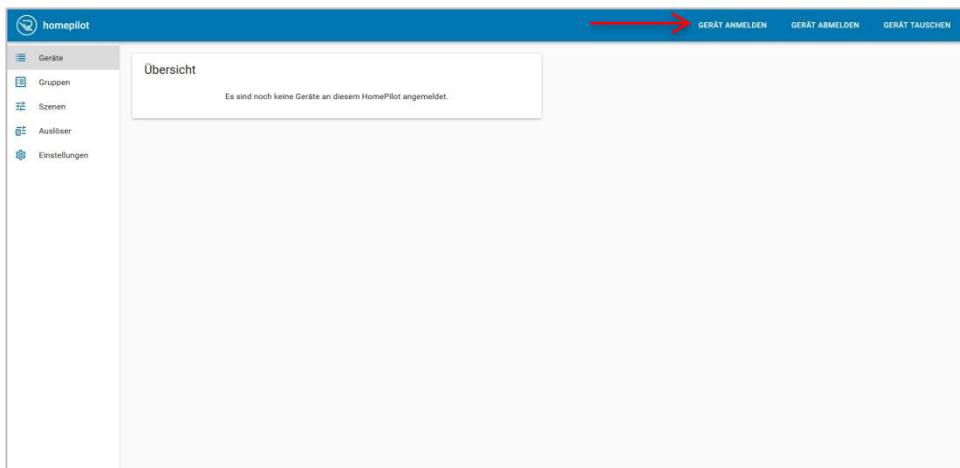 homepilot
GERÄT ANMELDEN
GERÄT ABMELDEN
GERÄT TAUSCHEN
Geräte
Gruppen
Szenen
Auslöser
Einstellungen
Übersicht
Es sind noch keine Geräte an diesem HomePilot angemeldet.